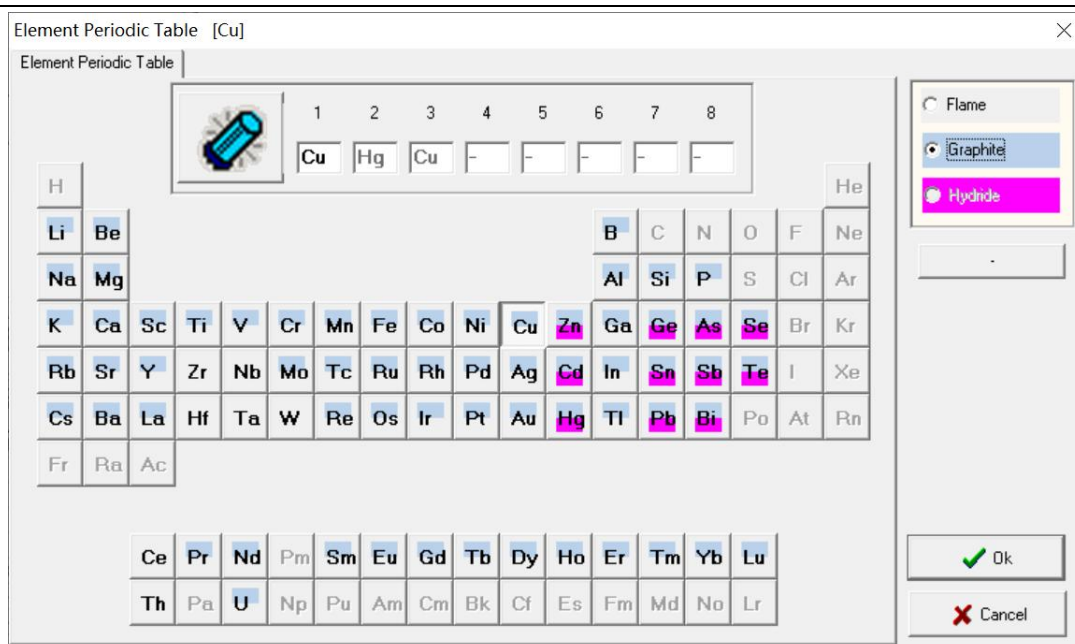 Element Periodic Table [Cu]
Element Periodic Table
1 2 3 4 5 6 7 8
Cu Hg Cu - - - - -
Flame
Graphite
Hydride
-
H He
Li Be B C N O F Ne
Na Mg Al Si P S Cl Ar
K Ca Sc Ti V Cr Mn Fe Co Ni Cu Zn Ga Ge As Se Br Kr
Rb Sr Y Zr Nb Mo Tc Ru Rh Pd Ag Cd In Sn Sb Te I Xe
Cs Ba La Hf Ta W Re Os Ir Pt Au Hg Tl Pb Bi Po At Rn
Fr Ra Ac
Ce Pr Nd Pm Sm Eu Gd Tb Dy Ho Er Tm Yb Lu
Th Pa U Np Pu Am Cm Bk Cf Es Fm Md No Lr
Ok
Cancel